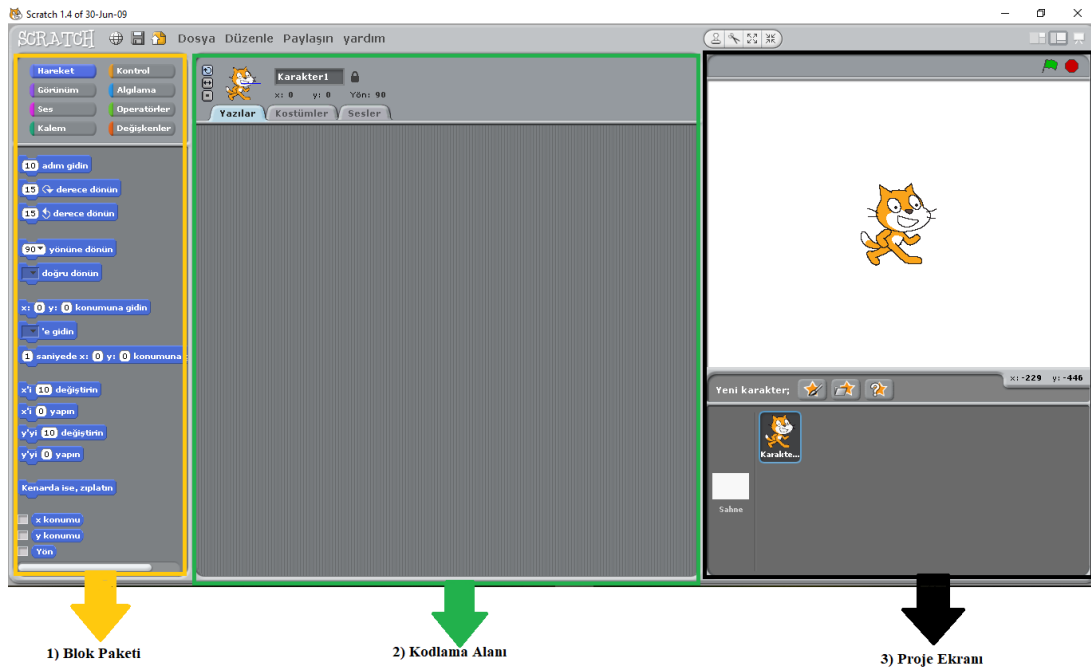 Scratch 1.4 of 30-Jun-09
SCRATCH Dosya Düzenle Paylaşın yardım
Hareket Kontrol
Görünüm Algılama
Ses Operatörler
Kalem Değişkenler
10 adım gidin
15 derece dönün
15 derece dönün
90 yönüne dönün
doğru dönün
x: 0 y: 0 konumuna gidin
'e gidin
1 saniyede x: 0 y: 0 konumuna
x'i 10 değiştirin
x'i 0 yapın
y'yi 10 değiştirin
y'yi 0 yapın
Kenarda ise, zıplatın
x konumu
y konumu
Yön
Karakter1
x: 0 y: 0 Yön: 90
Yazılar Kostümler Sesler
x: -229 y: -446
Yeni karakter;
Karakte...
Sahne
1) Blok Paketi
2) Kodlama Alanı
3) Proje Ekranı